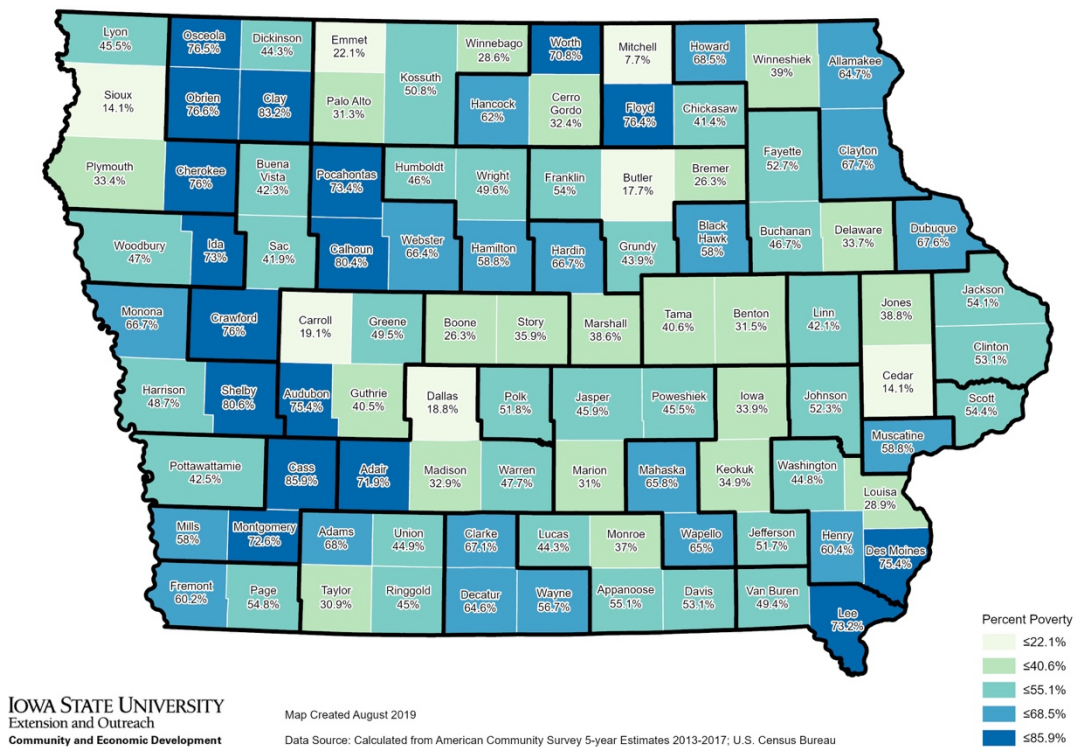 Lyon
45.5%
Osceola
76.5%
Dickinson
44.3%
Emmet
22.1%
Winnebago
28.6%
Worth
70.8%
Mitchell
7.7%
Howard
68.5%
Winneshiek
39%
Allamakee
64.7%
Kossuth
50.8%
Sioux
14.1%
Obrien
76.6%
Clay
83.2%
Palo Alto
31.3%
Hancock
62%
Cerro
Gordo
32.4%
Floyd
76.4%
Chickasaw
41.4%
Fayette
52.7%
Clayton
67.7%
Plymouth
33.4%
Cherokee
76%
Buena
Vista
42.3%
Pocahontas
73.4%
Humboldt
46%
Wright
49.6%
Franklin
54%
Butler
17.7%
Bremer
26.3%
Woodbury
47%
Ida
73%
Sac
41.9%
Calhoun
80.4%
Webster
66.4%
Hamilton
58.8%
Hardin
66.7%
Grundy
43.9%
Black
Hawk
58%
Buchanan
46.7%
Delaware
33.7%
Dubuque
67.6%
Jackson
54.1%
Monona
66.7%
Crawford
76%
Carroll
19.1%
Greene
49.5%
Boone
26.3%
Story
35.9%
Marshall
38.6%
Tama
40.6%
Benton
31.5%
Linn
42.1%
Jones
38.8%
Clinton
53.1%
Harrison
48.7%
Shelby
80.6%
Audubon
75.4%
Guthrie
40.5%
Dallas
18.8%
Polk
51.8%
Jasper
45.9%
Poweshiek
45.5%
Iowa
33.9%
Johnson
52.3%
Cedar
14.1%
Scott
54.4%
Muscatine
58.8%
Pottawattamie
42.5%
Cass
85.9%
Adair
71.9%
Madison
32.9%
Warren
47.7%
Marion
31%
Mahaska
65.8%
Keokuk
34.9%
Washington
44.8%
Louisa
28.9%
Mills
58%
Montgomery
72.6%
Adams
68%
Union
44.9%
Clarke
67.1%
Lucas
44.3%
Monroe
37%
Wapello
65%
Jefferson
51.7%
Henry
60.4%
Des Moines
75.4%
Fremont
60.2%
Page
54.8%
Taylor
30.9%
Ringgold
45%
Decatur
64.6%
Wayne
56.7%
Appanoose
55.1%
Davis
53.1%
Van Buren
49.4%
Lee
73.2%
Percent Poverty
≤22.1%
≤40.6%
≤55.1%
≤68.5%
≤85.9%
IOWA STATE UNIVERSITY
Extension and Outreach
Community and Economic Development
Map Created August 2019
Data Source: Calculated from American Community Survey 5-year Estimates 2013-2017; U.S. Census Bureau